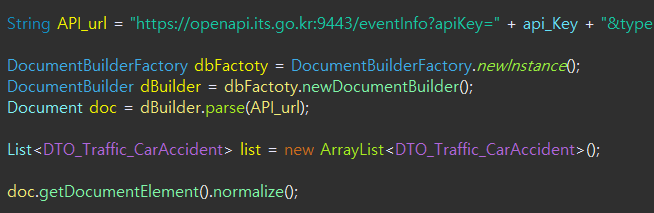 String API_url = "https://openapi.its.go.kr:9443/eventInfo?apiKey=" + api_Key + "&type
DocumentBuilderFactory dbFactoty = DocumentBuilderFactory.newInstance();
DocumentBuilder dBuilder = dbFactoty.newDocumentBuilder();
Document doc = dBuilder.parse(API_url);
List<DTO_Traffic_CarAccident> list = new ArrayList<DTO_Traffic_CarAccident>();
doc.getDocumentElement().normalize();